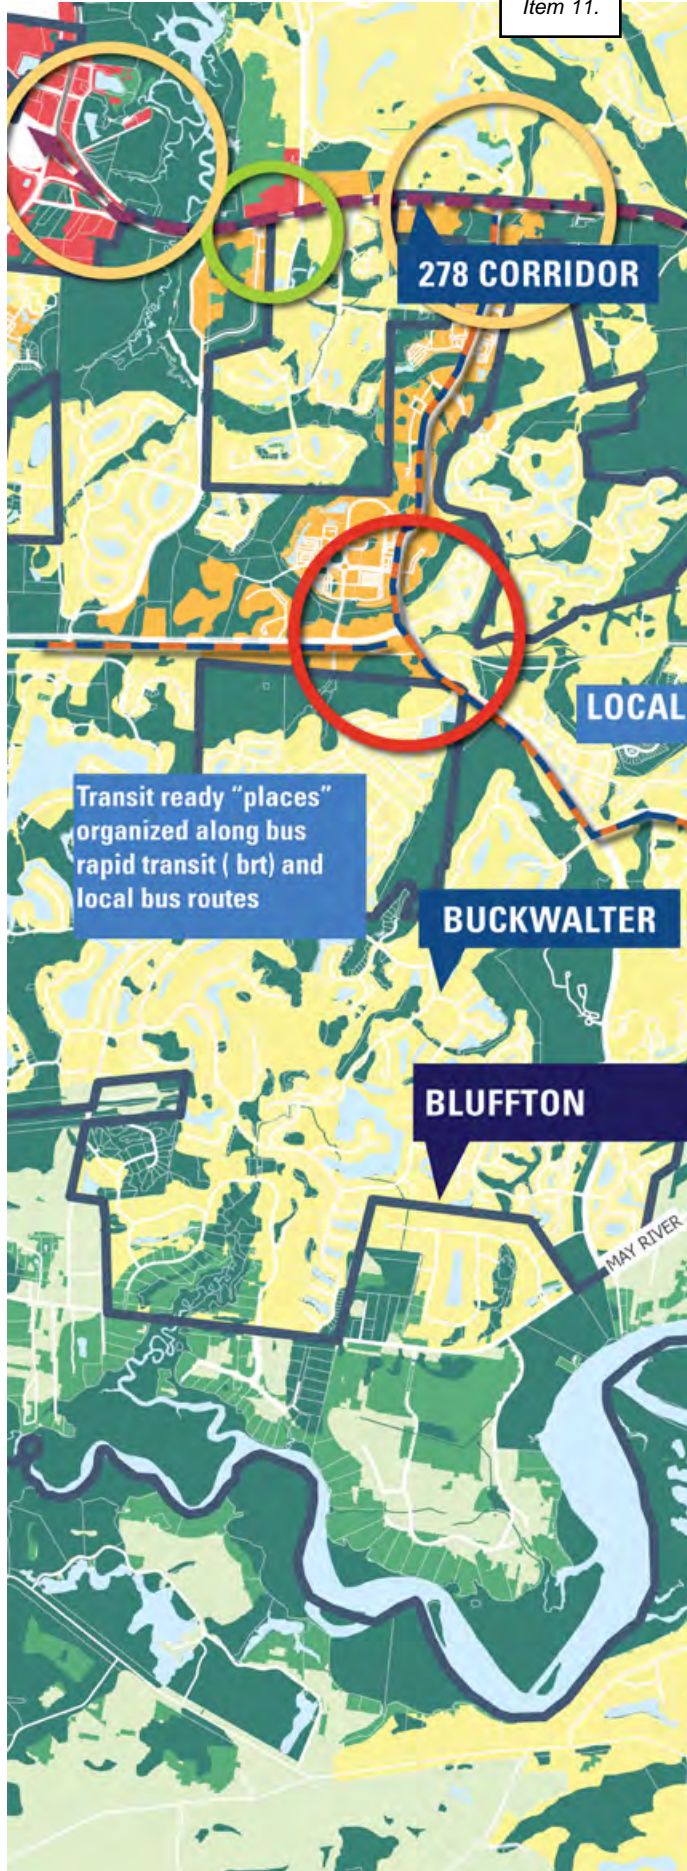 Item 11.
278 CORRIDOR
LOCAL
Transit ready “places”
organized along bus
rapid transit ( brt) and
local bus routes
BUCKWALTER
BLUFFTON
MAY RIVER